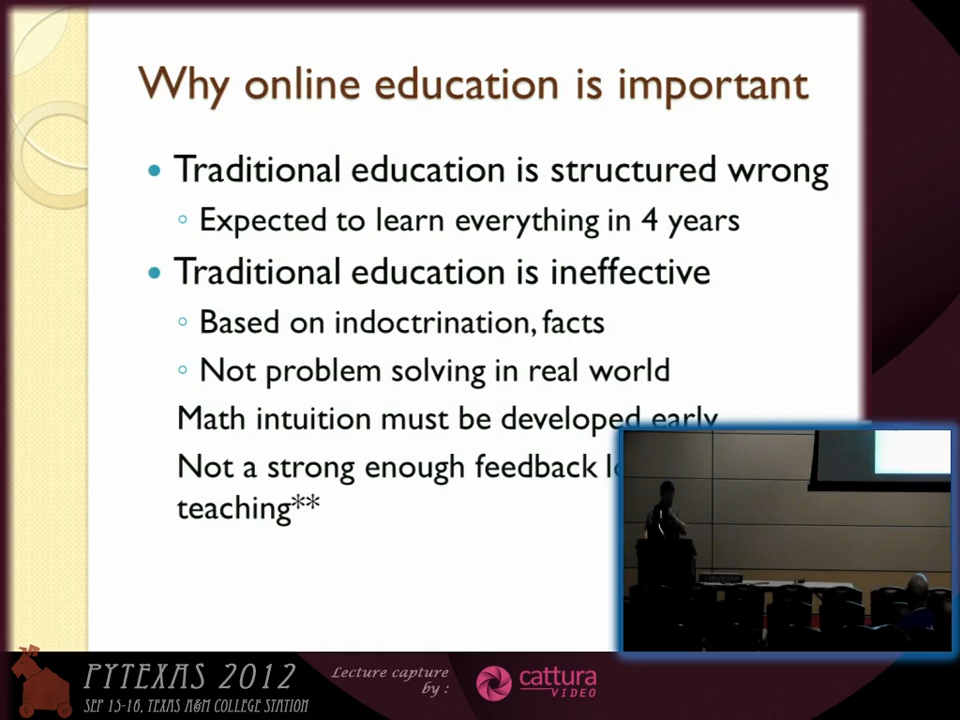 Why online education is important
Traditional education is structured wrong
Expected to learn everything in 4 years
Traditional education is ineffective
Based on indoctrination, facts
Not problem solving in real world
Math intuition must be developed early
Not a strong enough feedback
teaching**
PYTEXAS 2012
SEP 15-16, TEXAS A&M COLLEGE STATION
Lecture capture
by :
cattura
VIDEO